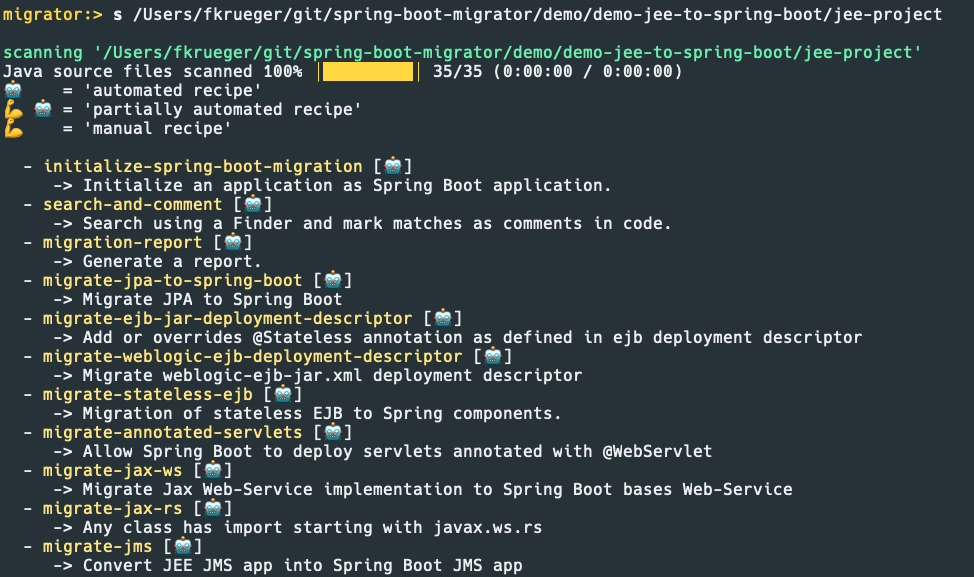 migrator:> s /Users/fkrueger/git/spring-boot-migrator/demo/demo-jee-to-spring-boot/jee-project
scanning '/Users/fkrueger/git/spring-boot-migrator/demo/demo-jee-to-spring-boot/jee-project'
Java source files scanned 100% | | 35/35 (0:00:00 / 0:00:00)
🤖 = 'automated recipe'
💪 🤖 = 'partially automated recipe'
💪 = 'manual recipe'
- initialize-spring-boot-migration [🤖]
-> Initialize an application as Spring Boot application.
- search-and-comment [🤖]
-> Search using a Finder and mark matches as comments in code.
- migration-report [🤖]
-> Generate a report.
- migrate-jpa-to-spring-boot [🤖]
-> Migrate JPA to Spring Boot
- migrate-ejb-jar-deployment-descriptor [🤖]
-> Add or overrides @Stateless annotation as defined in ejb deployment descriptor
- migrate-weblogic-ejb-deployment-descriptor [🤖]
-> Migrate weblogic-ejb-jar.xml deployment descriptor
- migrate-stateless-ejb [🤖]
-> Migration of stateless EJB to Spring components.
- migrate-annotated-servlets [🤖]
-> Allow Spring Boot to deploy servlets annotated with @WebServlet
- migrate-jax-ws [🤖]
-> Migrate Jax Web-Service implementation to Spring Boot bases Web-Service
- migrate-jax-rs [🤖]
-> Any class has import starting with javax.ws.rs
- migrate-jms [🤖]
-> Convert JEE JMS app into Spring Boot JMS app